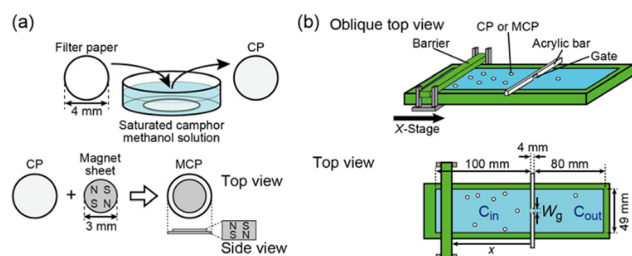 (a)
Filter paper
CP
4 mm
Saturated camphor
methanol solution
CP
Magnet
sheet
MCP
+
N S
S N
3 mm
Top view
N S
S N
Side view
(b)
Oblique top view
CP or MCP
Barrier
Acrylic bar
Gate
X-Stage
Top view
4 mm
100 mm
80 mm
Cin
Wg
Cout
49 mm
x